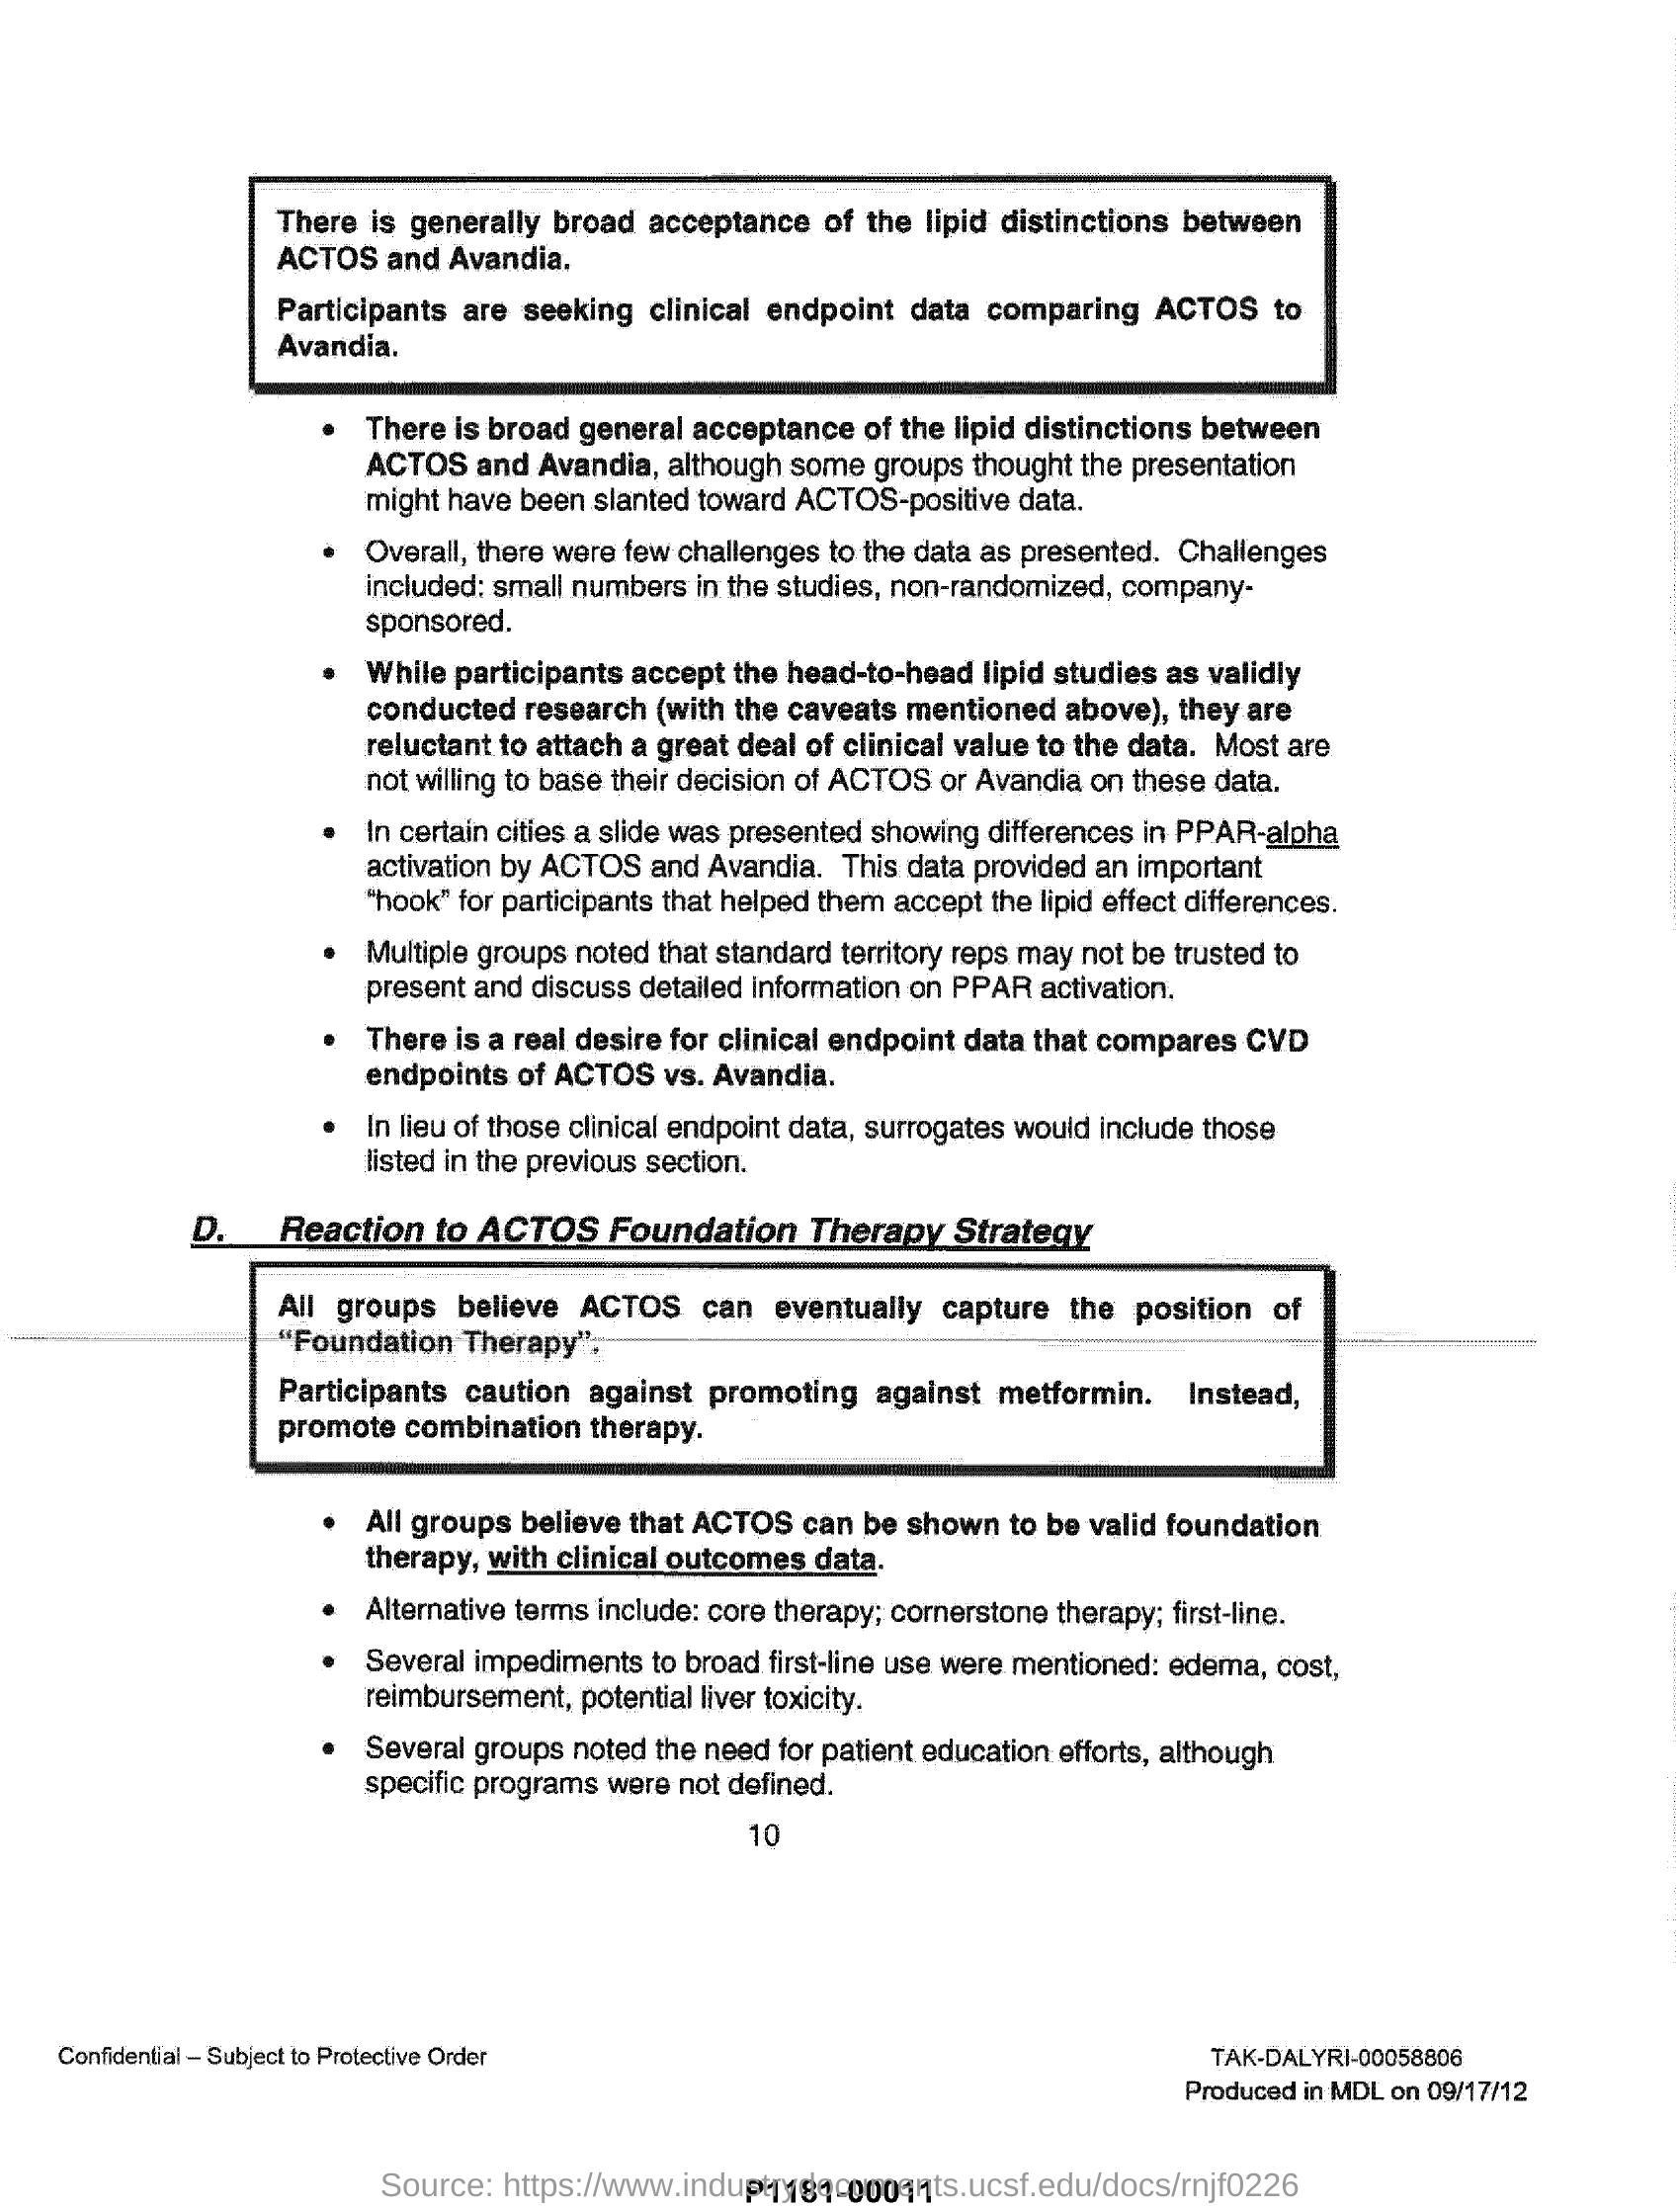 There is generally broad acceptance of the lipid distinctions between
ACTOS and Avandia.
Participants are seeking clinical endpoint data comparing ACTOS to
Avandia.
• There is broad general acceptance of the lipid distinctions between
ACTOS and Avandia, although some groups thought the presentation
might have been slanted toward ACTOS-positive data.
• Overall, there were few challenges to the data as presented. Challenges
included: small numbers in the studies, non-randomized, company-
sponsored.
• While participants accept the head-to-head lipid studies as validly
conducted research (with the caveats mentioned above), they are
reluctant to attach a great deal of clinical value to the data. Most are
not willing to base their decision of ACTOS or Avandia on these data.
• In certain cities a slide was presented showing differences in PPAR-alpha
activation by ACTOS and Avandia. This data provided an important
“hook” for participants that helped them accept the lipid effect differences.
• Multiple groups noted that standard territory reps may not be trusted to
present and discuss detailed information on PPAR activation.
• There is a real desire for clinical endpoint data that compares CVD
endpoints of ACTOS vs. Avandia.
• In lieu of those clinical endpoint data, surrogates would include those
listed in the previous section.
D. Reaction to ACTOS Foundation Therapy Strategy
All groups believe ACTOS can eventually capture the position of
“Foundation Therapy”.
Participants caution against promoting against metformin. Instead,
promote combination therapy.
• All groups believe that ACTOS can be shown to be valid foundation
therapy, with clinical outcomes data.
• Alternative terms include: core therapy; cornerstone therapy; first-line.
• Several impediments to broad first-line use were mentioned: edema, cost,
reimbursement, potential liver toxicity.
• Several groups noted the need for patient education efforts, although
specific programs were not defined.
10
Confidential – Subject to Protective Order
TAK-DALYRI-00058806
Produced in MDL on 09/17/12
Source: https://www.industrydocuments.ucsf.edu/docs/rnjf0226
P1181-00011